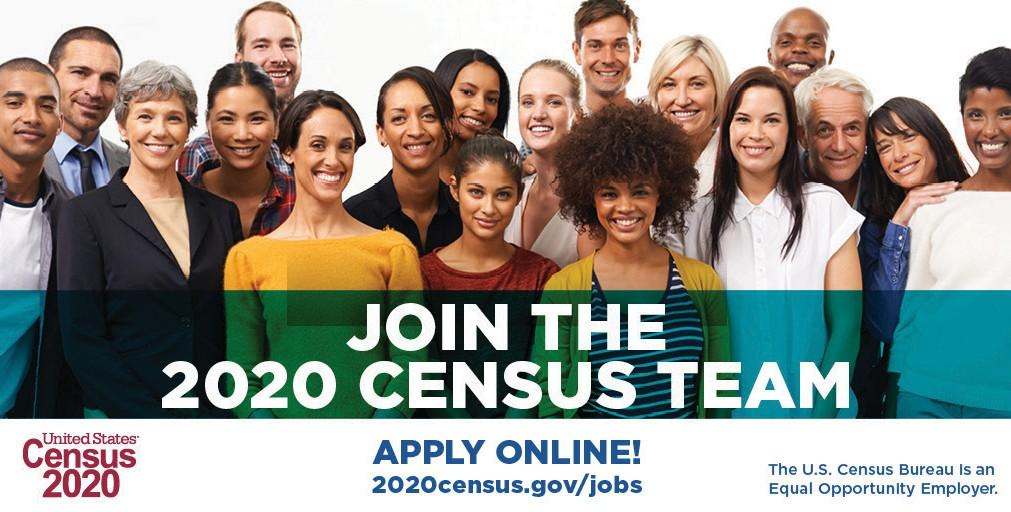 JOIN THE
2020 CENSUS TEAM
United States®
Census
2020
APPLY ONLINE!
2020census.gov/jobs
The U.S. Census Bureau is an
Equal Opportunity Employer.